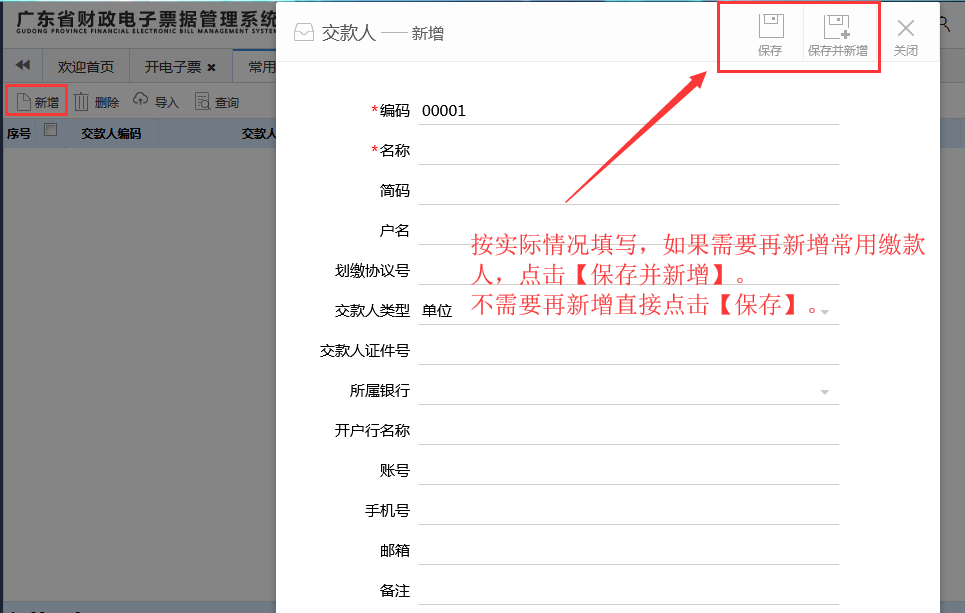 广东省财政电子票据管理系统
GUDONG PROVINCE FINANCIAL ELECTRONIC BILL MANAGEMENT SYSTEM
交款人 — 新增
保存
保存并新增
关闭
欢迎首页
开电子票
常用
新增
删除
导入
查询
序号
交款人编码
交款人
*编码 00001
*名称
简码
户名
划缴协议号
交款人类型 单位
交款人证件号
所属银行
开户行名称
账号
手机号
邮箱
备注
按实际情况填写，如果需要再新增常用缴款
人，点击【保存并新增】。
不需要再新增直接点击【保存】。